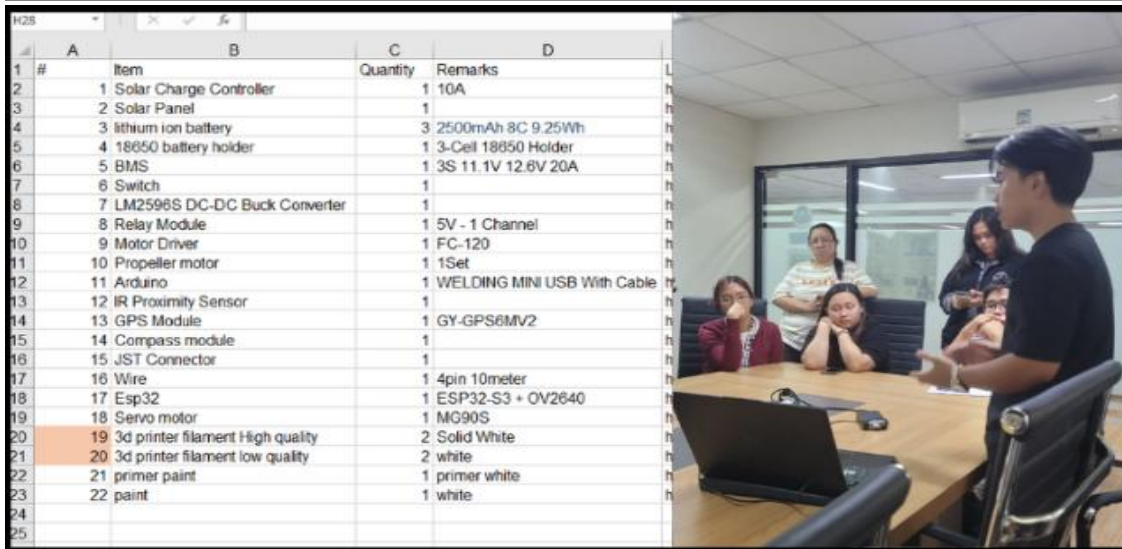 H28
A B C D
1 # Item Quantity Remarks L
2 1 Solar Charge Controller 1 10A h
3 2 Solar Panel 1 h
4 3 lithium ion battery 3 2500mAh 8C 9.25Wh h
5 4 18650 battery holder 1 3-Cell 18650 Holder h
6 5 BMS 1 3S 11.1V 12.6V 20A h
7 6 Switch 1 h
8 7 LM2596S DC-DC Buck Converter 1 h
9 8 Relay Module 1 5V - 1 Channel h
10 9 Motor Driver 1 FC-120 h
11 10 Propeller motor 1 1Set h
12 11 Arduino 1 WELDING MINI USB With Cable h
13 12 IR Proximity Sensor 1 h
14 13 GPS Module 1 GY-GPS6MV2 h
15 14 Compass module 1 h
16 15 JST Connector 1 h
17 16 Wire 1 4pin 10meter h
18 17 Esp32 1 ESP32-S3 + OV2640 h
19 18 Servo motor 1 MG90S h
20 19 3d printer filament High quality 2 Solid White h
21 20 3d printer filament low quality 2 white h
22 21 primer paint 1 primer white h
23 22 paint 1 white h
24
25